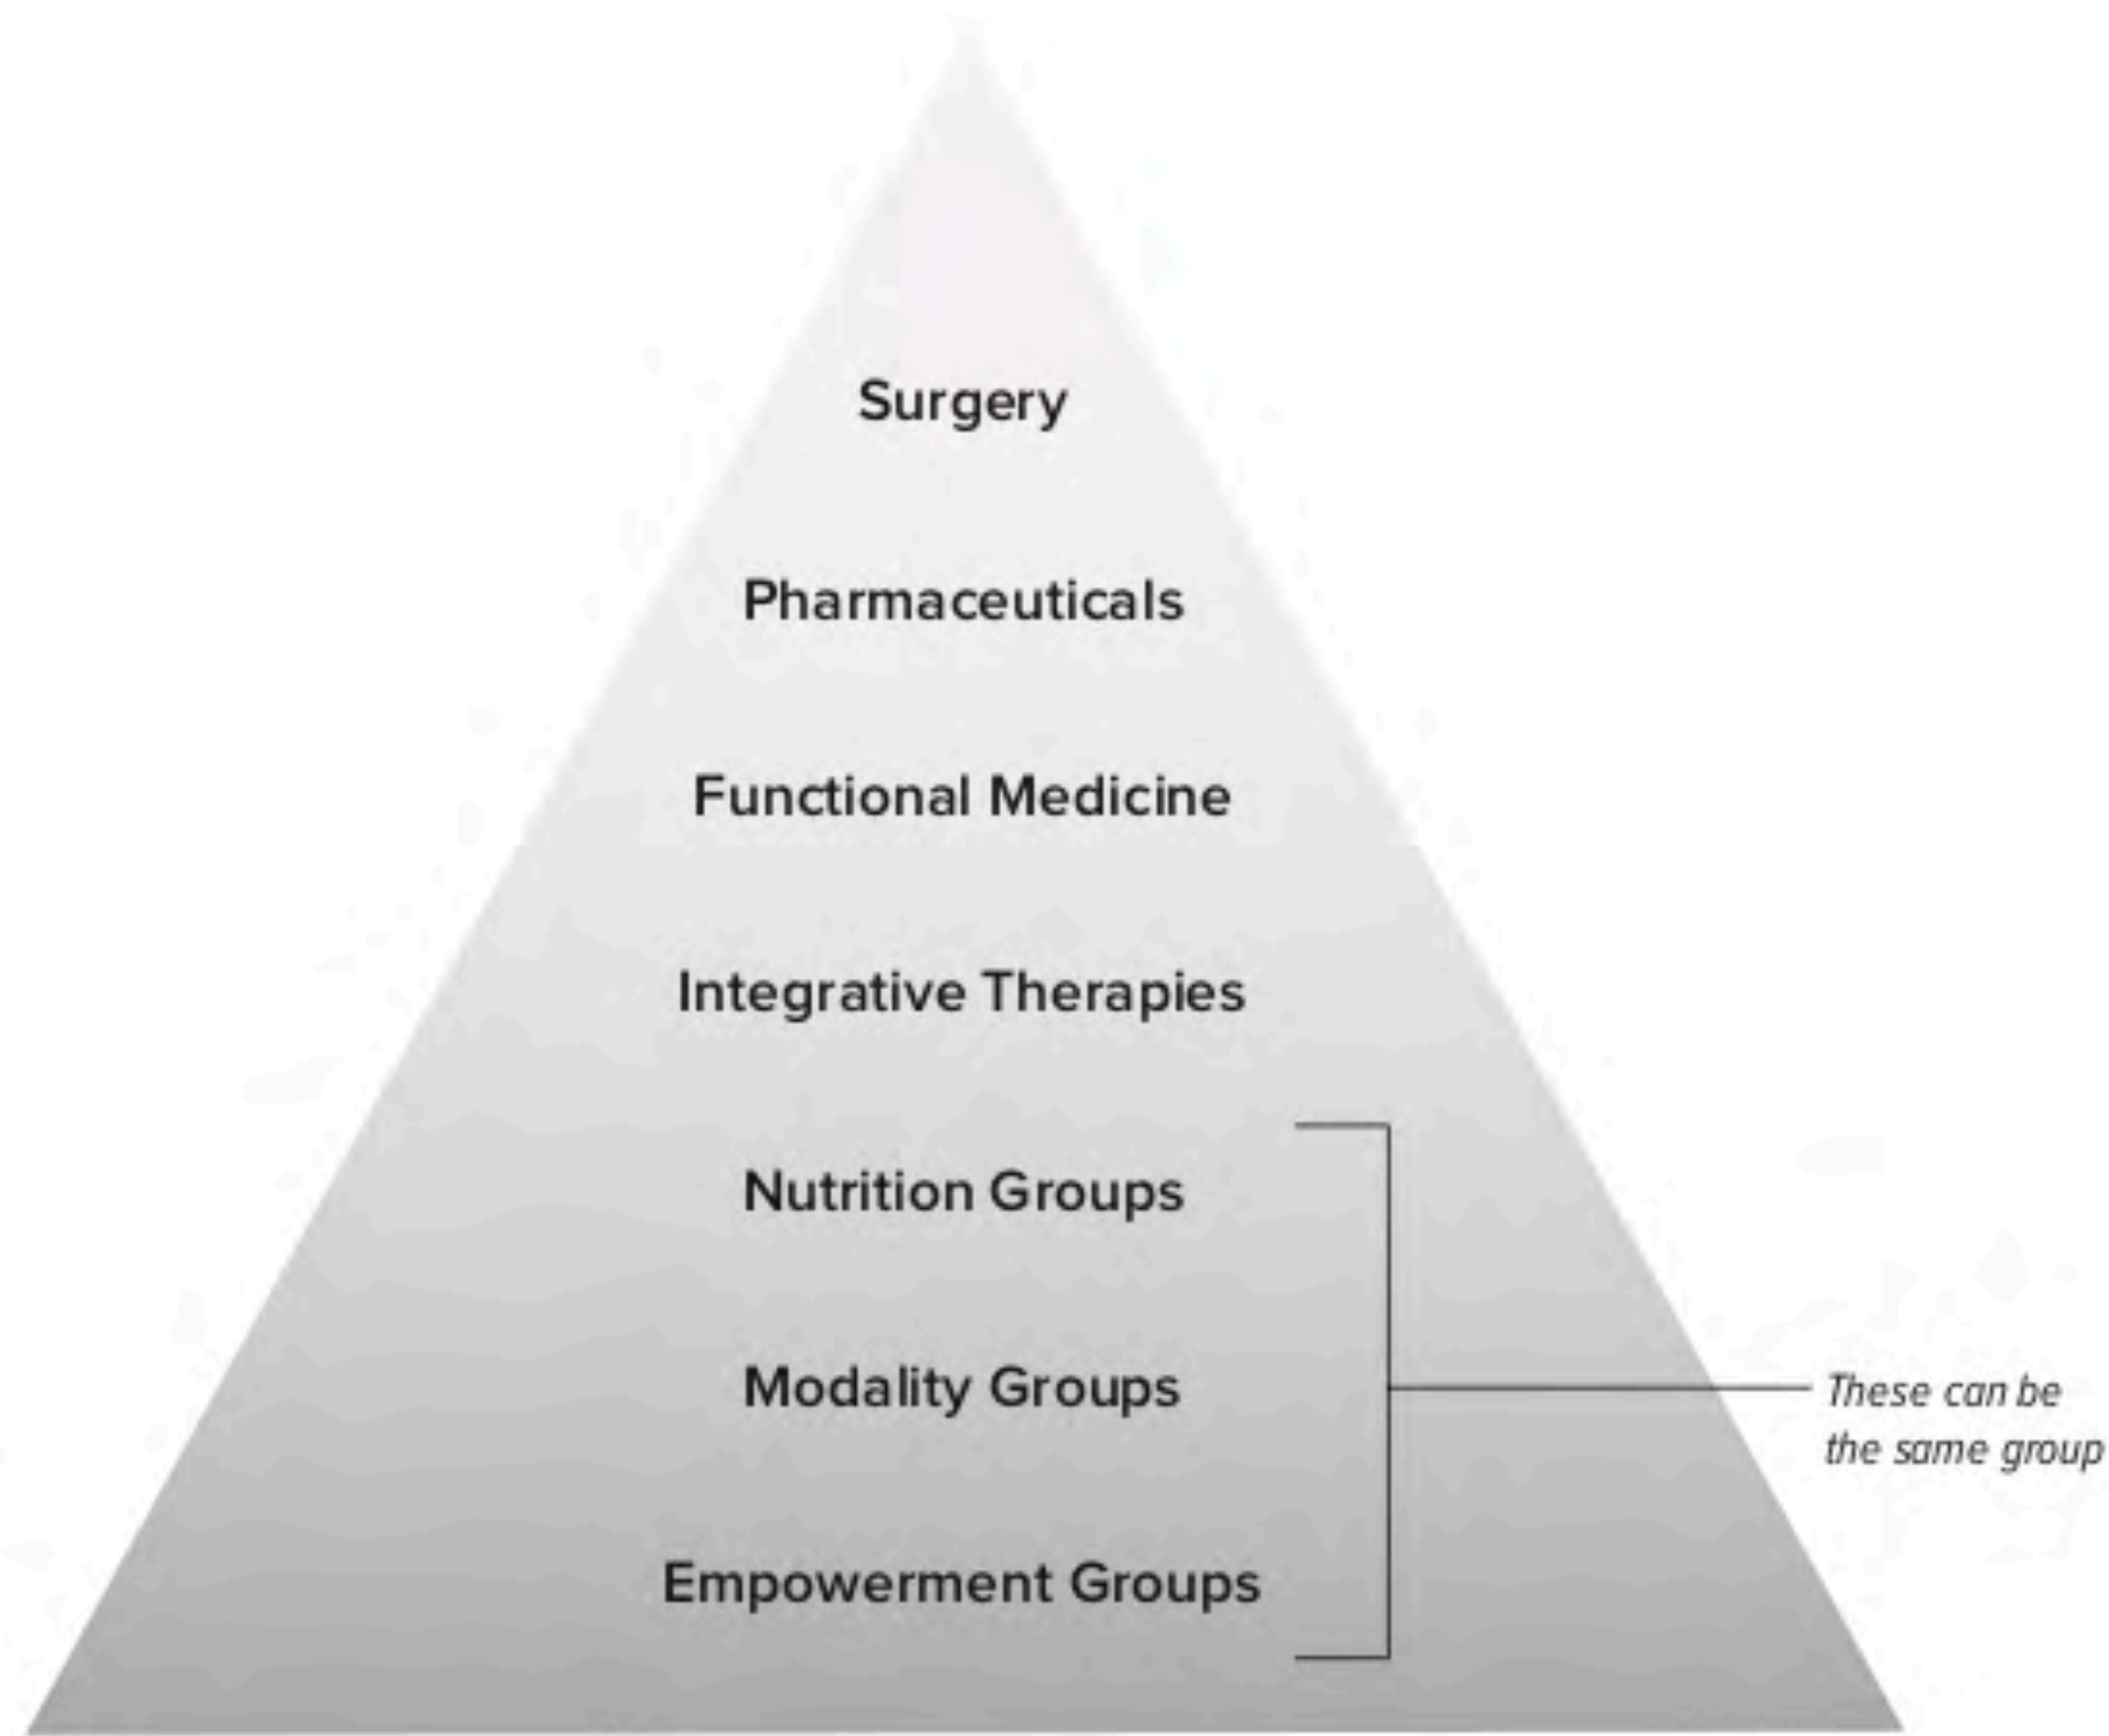 Surgery
Pharmaceuticals
Functional Medicine
Integrative Therapies
Nutrition Groups
Modality Groups
These can be
the same group
Empowerment Groups